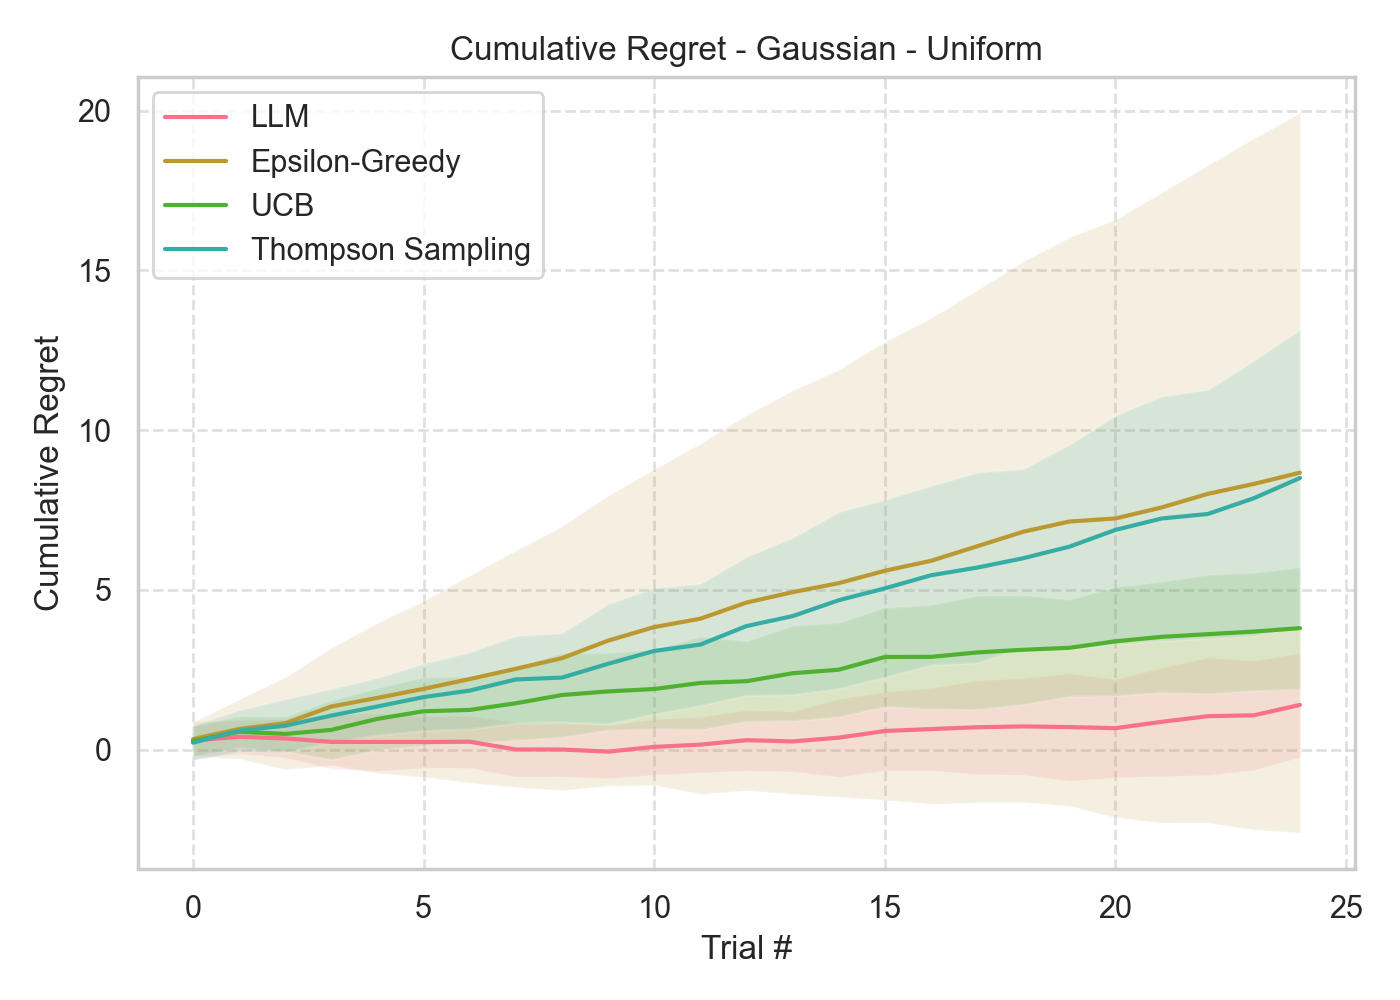 Cumulative Regret - Gaussian - Uniform
LLM
Epsilon-Greedy
UCB
Thompson Sampling
Cumulative Regret
20
15
10
5
0
0 5 10 15 20 25
Trial #